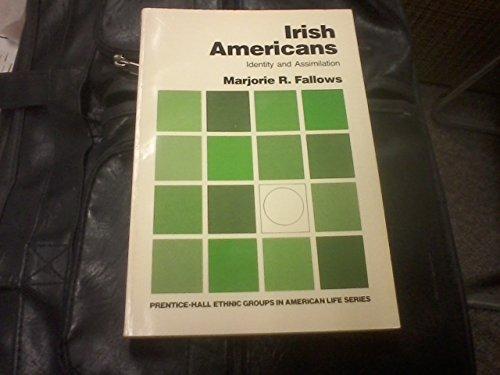 Irish
Americans
Identity and Assimilation
Marjorie R. Fallows
PRENTICE-HALL ETHNIC GROUPS IN AMERICAN LIFE SERIES